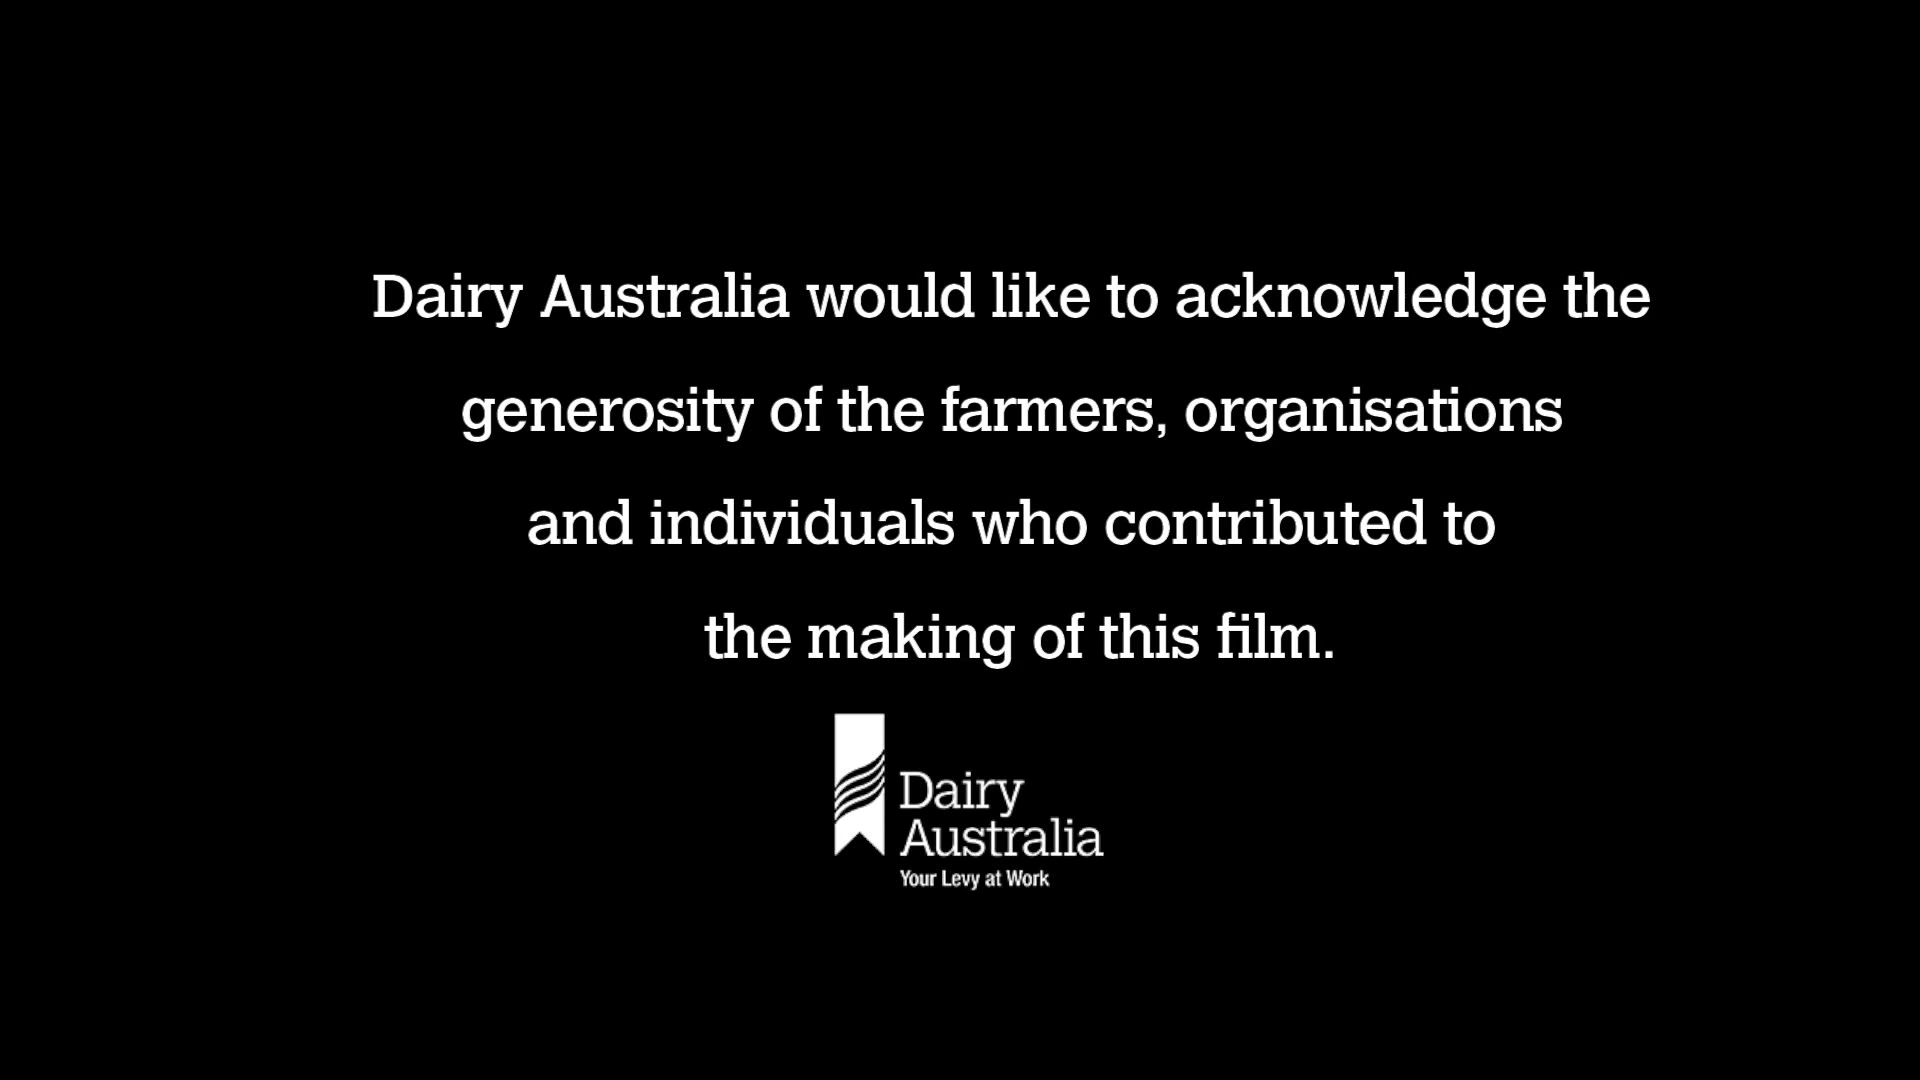 Dairy Australia would like to acknowledge the
generosity of the farmers, organisations
and individuals who contributed to
the making of this film.
Dairy
Australia
Your Levy at Work